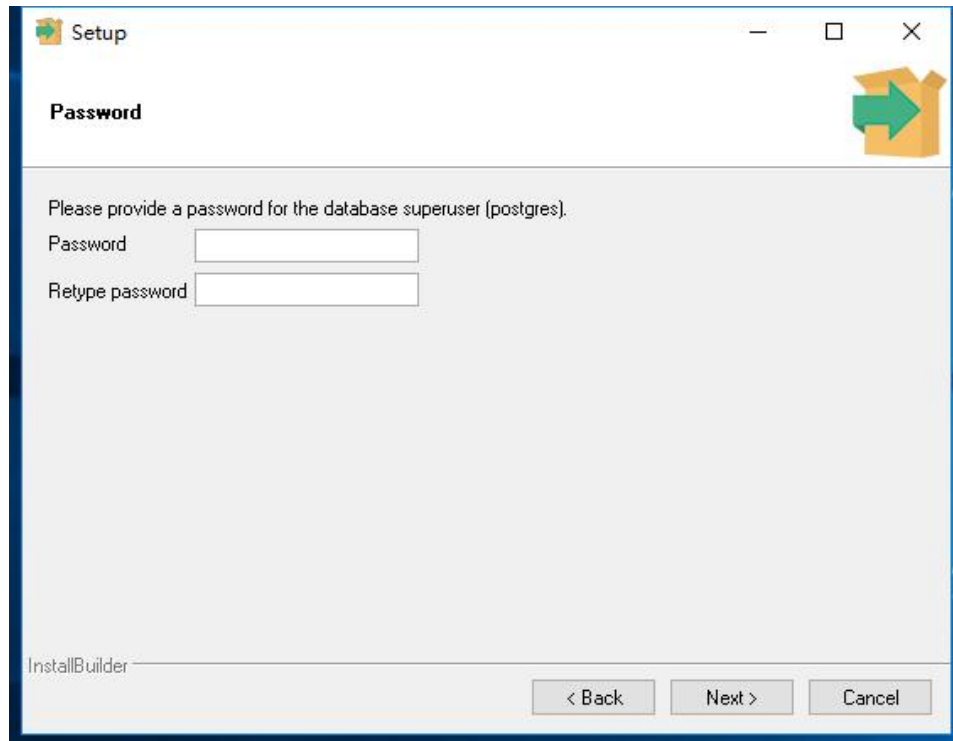 Setup
Password
Please provide a password for the database superuser (postgres).
Password
Retype password
InstallBuilder
< Back Next > Cancel